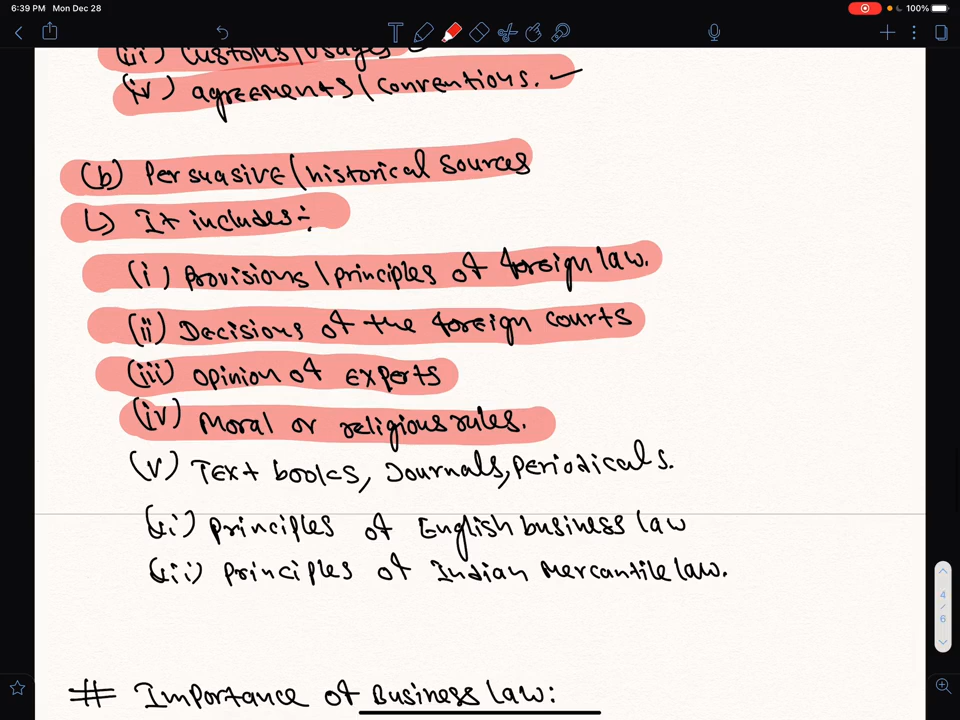 6:39 PM Mon Dec 28
100%
(iii) Customs/usages
(iv) agreements/conventions.
(b) Persuasive/historical sources
It includes:
(i) Provisions/principles of foreign law.
(ii) Decisions of the foreign courts
(iii) Opinion of experts
(iv) Moral or religious rules.
(v) Text books, Journals, Periodicals.
(vi) Principles of English business law
(vii) Principles of Indian Mercantile law.
4
/
6
# Importance of Business law: